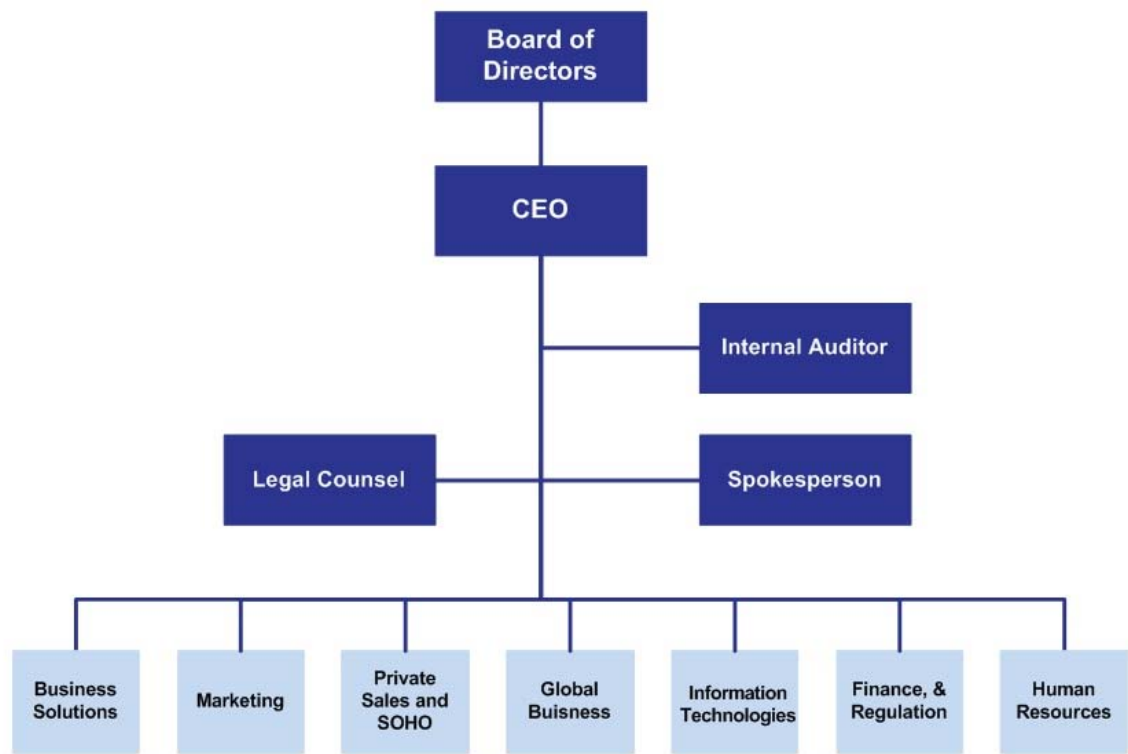 Board of
Directors
CEO
Internal Auditor
Legal Counsel
Spokesperson
Business
Solutions
Marketing
Private
Sales and
SOHO
Global
Buisness
Information
Technologies
Finance, &
Regulation
Human
Resources